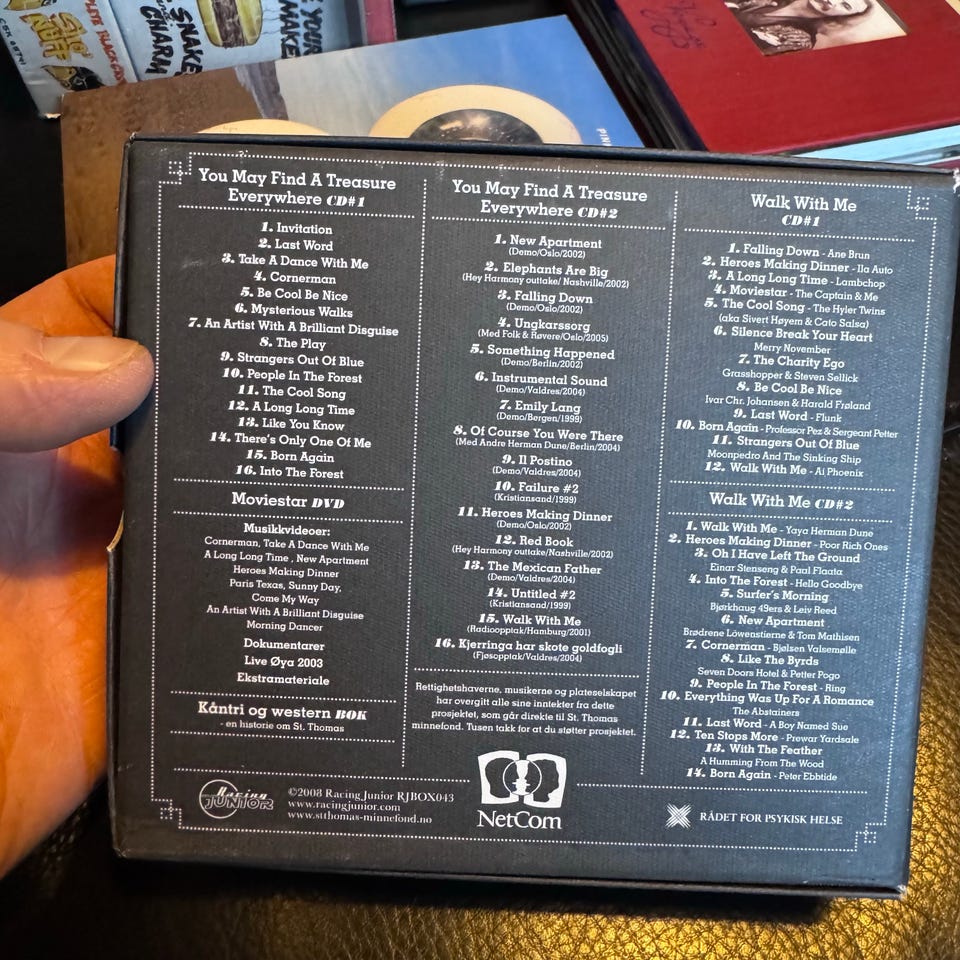 SNAKE
CHARM
YOUR
MAKE
BLACK
You May Find A Treasure
Everywhere CD#1
1. Invitation
2. Last Word
3. Take A Dance With Me
4. Cornerman
5. Be Cool Be Nice
6. Mysterious Walks
7. An Artist With A Brilliant Disguise
8. The Play
9. Strangers Out Of Blue
10. People In The Forest
11. The Cool Song
12. A Long Long Time
13. Like You Know
14. There's Only One Of Me
15. Born Again
16. Into The Forest
Moviestar DVD
Musikkvideoer:
Cornerman, Take A Dance With Me
A Long Long Time , New Apartment
Heroes Making Dinner
Paris Texas, Sunny Day,
Come My Way
An Artist With A Brilliant Disguise
Morning Dancer
Dokumentarer
Live Øya 2003
Ekstramateriale
Kåntri og western BOK
- en historie om St. Thomas
You May Find A Treasure
Everywhere CD#2
1. New Apartment
(Demo/Oslo/2002)
2. Elephants Are Big
(Hey Harmony outtake/ Nashville/2002)
3. Falling Down
(Demo/Oslo/2002)
4. Ungkarssorg
(Med Folk & Røvere/Oslo/2005)
5. Something Happened
(Demo/Berlin/2002)
6. Instrumental Sound
(Demo/Valdres/2004)
7. Emily Lang
(Demo/Bergen/1999)
8. Of Course You Were There
(Med Andre Herman Dune/Berlin/2004)
9. Il Postino
(Demo/Valdres/2004)
10. Failure #2
(Kristiansand/1999)
11. Heroes Making Dinner
(Demo/Oslo/2002)
12. Red Book
(Hey Harmony outtake/Nashville/2002)
13. The Mexican Father
(Demo/Valdres/2004)
14. Untitled #2
(Kristiansand/1999)
15. Walk With Me
(Radioopptak/Hamburg/2001)
16. Kjerringa har skote goldfogli
(Fjøsopptak/Valdres/2004)
Rettighetshaverne, musikerne og plateselskapet
har overgitt alle sine inntekter fra dette
prosjektet, som går direkte til St. Thomas
minnefond. Tusen takk for at du støtter prosjektet.
Walk With Me
CD#1
1. Falling Down - Ane Brun
2. Heroes Making Dinner - Ila Auto
3. A Long Long Time - Lambchop
4. Moviestar - The Captain & Me
5. The Cool Song - The Hyler Twins
(aka Sivert Høyem & Cato Salsa)
6. Silence Break Your Heart
Merry November
7. The Charity Ego
Grasshopper & Steven Sellick
8. Be Cool Be Nice
Ivar Chr. Johansen & Harald Frøland
9. Last Word - Flunk
10. Born Again - Professor Pez & Sergeant Petter
11. Strangers Out Of Blue
Moonpedro And The Sinking Ship
12. Walk With Me - Ai Phoenix
Walk With Me CD#2
1. Walk With Me - Yaya Herman Dune
2. Heroes Making Dinner - Poor Rich Ones
3. Oh I Have Left The Ground
Einar Stenseng & Paal Flaata
4. Into The Forest - Hello Goodbye
5. Surfer's Morning
Bjørkhaug 49ers & Leiv Reed
6. New Apartment
Brødrene Löwenstierne & Tom Mathisen
7. Cornerman - Bjølsen Valsemølle
8. Like The Byrds
Seven Doors Hotel & Petter Pogo
9. People In The Forest - Ring
10. Everything Was Up For A Romance
The Abstainers
11. Last Word - A Boy Named Sue
12. Ten Stops More - Prewar Yardsale
13. With The Feather
A Humming From The Wood
14. Born Again - Peter Ebbtide
Racing
JUNIOR
©2008 Racing Junior RJBOX043
www.racingjunior.com
www.stthomas-minnefond.no
NetCom
RÅDET FOR PSYKISK HELSE